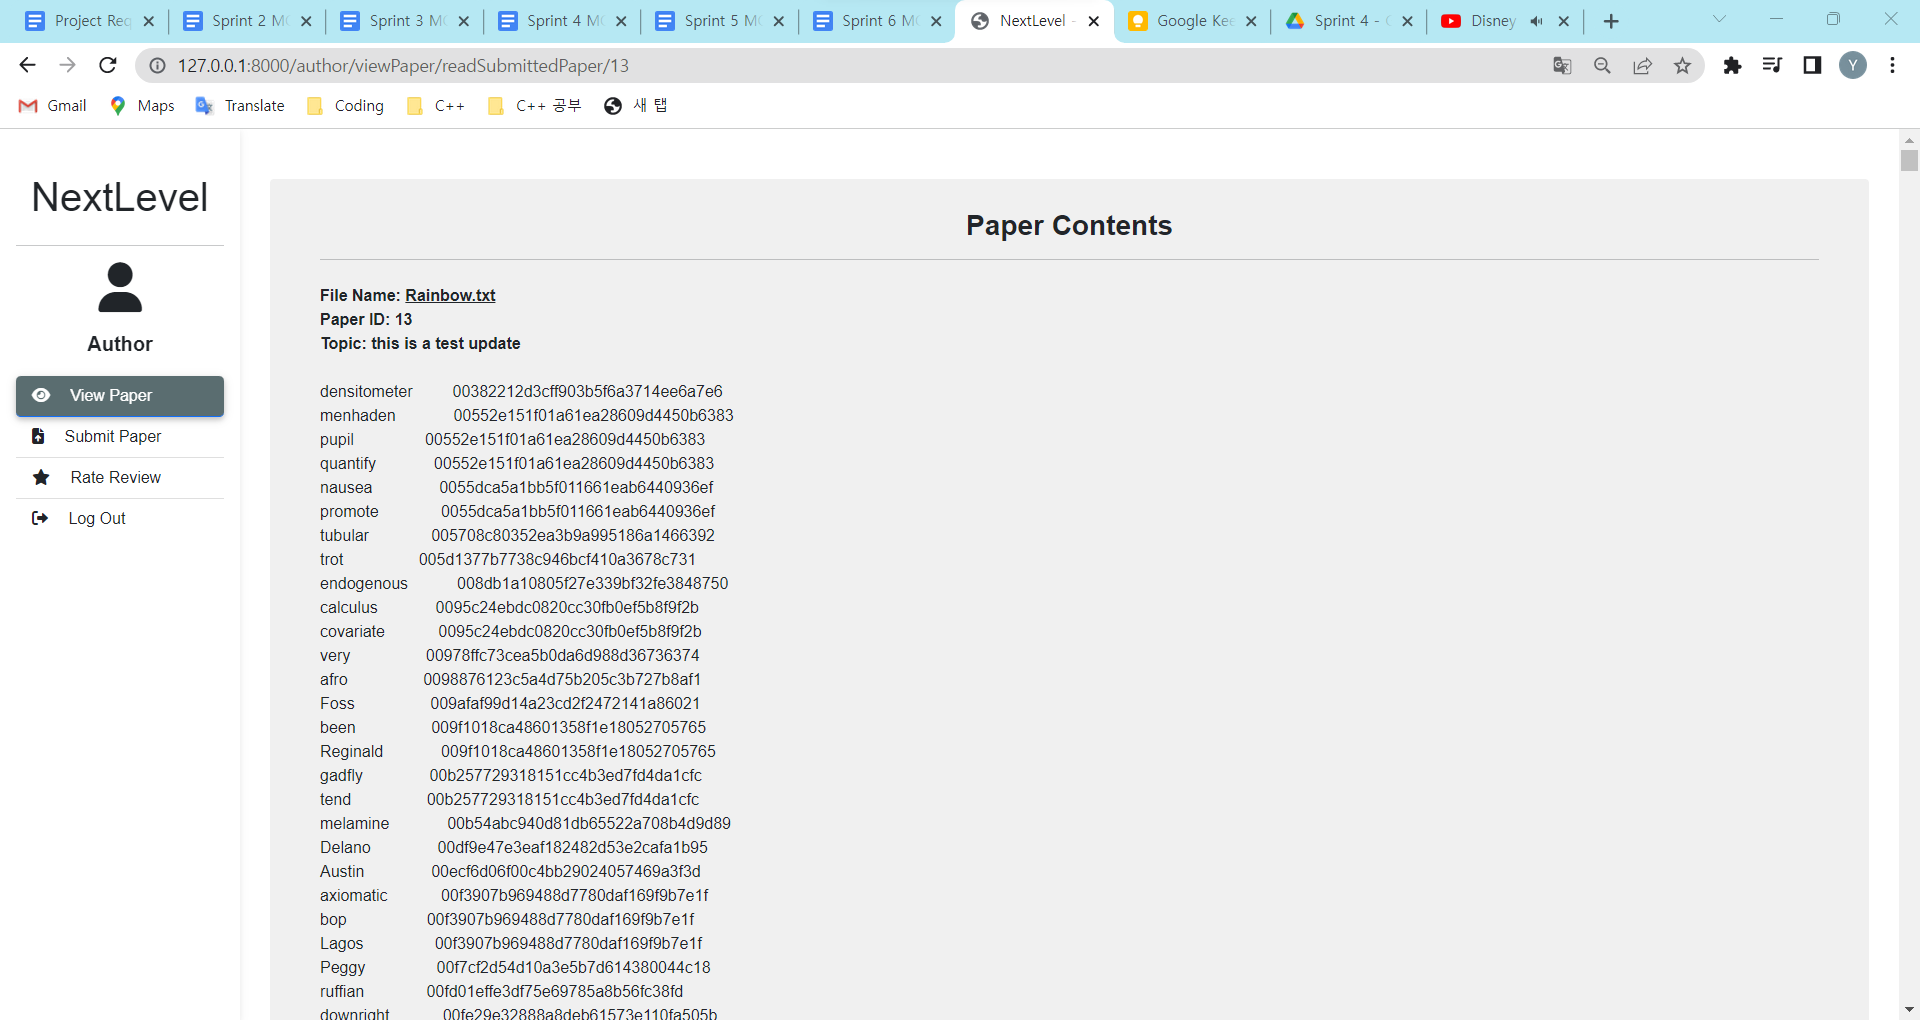 Project Req
Sprint 2 M
Sprint 3 M
Sprint 4 M
Sprint 5 M
Sprint 6 M
NextLevel -
Google Kee
Sprint 4 -
Disney
127.0.0.1:8000/author/viewPaper/readSubmittedPaper/13
Y
Gmail
Maps
Translate
Coding
C++
C++ 공부
새 탭
NextLevel
Author
View Paper
Submit Paper
Rate Review
Log Out
Paper Contents
File Name: Rainbow.txt
Paper ID: 13
Topic: this is a test update
densitometer 00382212d3cff903b5f6a3714ee6a7e6
menhaden 00552e151f01a61ea28609d4450b6383
pupil 00552e151f01a61ea28609d4450b6383
quantify 00552e151f01a61ea28609d4450b6383
nausea 0055dca5a1bb5f011661eab6440936ef
promote 0055dca5a1bb5f011661eab6440936ef
tubular 005708c80352ea3b9a995186a1466392
trot 005d1377b7738c946bcf410a3678c731
endogenous 008db1a10805f27e339bf32fe3848750
calculus 0095c24ebdc0820cc30fb0ef5b8f9f2b
covariate 0095c24ebdc0820cc30fb0ef5b8f9f2b
very 00978ffc73cea5b0da6d988d36736374
afro 0098876123c5a4d75b205c3b727b8af1
Foss 009afaf99d14a23cd2f2472141a86021
been 009f1018ca48601358f1e18052705765
Reginald 009f1018ca48601358f1e18052705765
gadfly 00b257729318151cc4b3ed7fd4da1cfc
tend 00b257729318151cc4b3ed7fd4da1cfc
melamine 00b54abc940d81db65522a708b4d9d89
Delano 00df9e47e3eaf182482d53e2cafa1b95
Austin 00ecf6d06f00c4bb29024057469a3f3d
axiomatic 00f3907b969488d7780daf169f9b7e1f
bop 00f3907b969488d7780daf169f9b7e1f
Lagos 00f3907b969488d7780daf169f9b7e1f
Peggy 00f7cf2d54d10a3e5b7d614380044c18
ruffian 00fd01effe3df75e69785a8b56fc38fd
downright 00fe29e32888a8deb61573e110fa505b